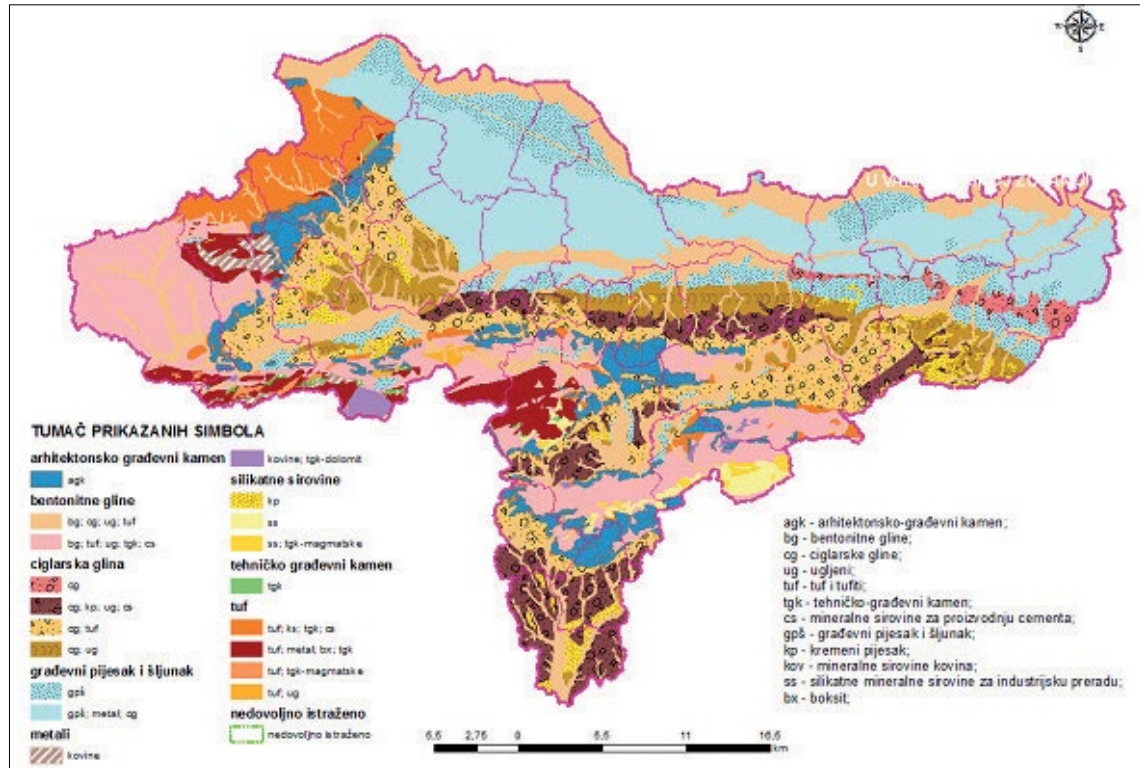 N
E
S
TUMAČ PRIKAZANIH SIMBOLA
arhitektonsko građevni kamen
agk
bentonitne gline
bg; cg; ug; tuf
bg; tuf; ug; tgk; cs
ciglarska glina
cg
cg; kp; ug; cs
cg; tuf
cg; ug
građevni pijesak i šljunak
gpš
gpš; metal; cg
metali
kovine
kovine; tgk-dolomit
silikatne sirovine
kp
ss
ss; tgk-magmatske
tehničko građevni kamen
tgk
tuf
tuf; ks; tgk; cs
tuf; metal; bx; tgk
tuf; tgk-magmatske
tuf; ug
nedovoljno istraženo
nedovoljno istraženo
agk - arhitektonsko-građevni kamen;
bg - bentonitne gline;
cg - ciglarske gline;
ug - ugljeni;
tuf - tuf i tufiti;
tgk - tehničko-građevni kamen;
cs - mineralne sirovine za proizvodnju cementa;
gpš - građevni pijesak i šljunak;
kp - kremeni pijesak;
kov - mineralne sirovine kovina;
ss - silikatne mineralne sirovine za industrijsku preradu;
bx - boksit;
5,5 2,75 0 5,5 11 16,5
km